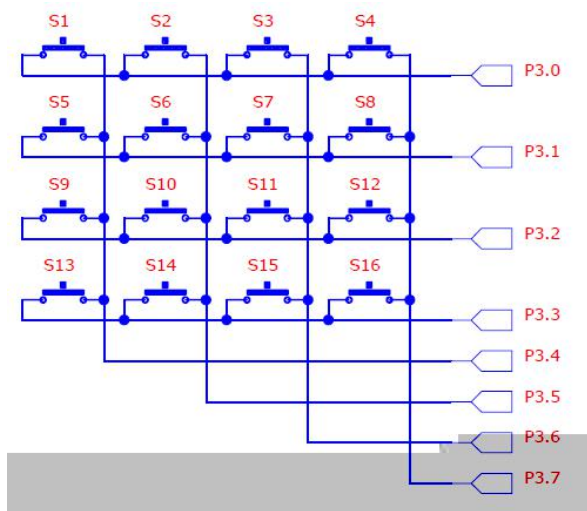 S1 S2 S3 S4
P3.0
S5 S6 S7 S8
P3.1
S9 S10 S11 S12
P3.2
S13 S14 S15 S16
P3.3
P3.4
P3.5
P3.6
P3.7